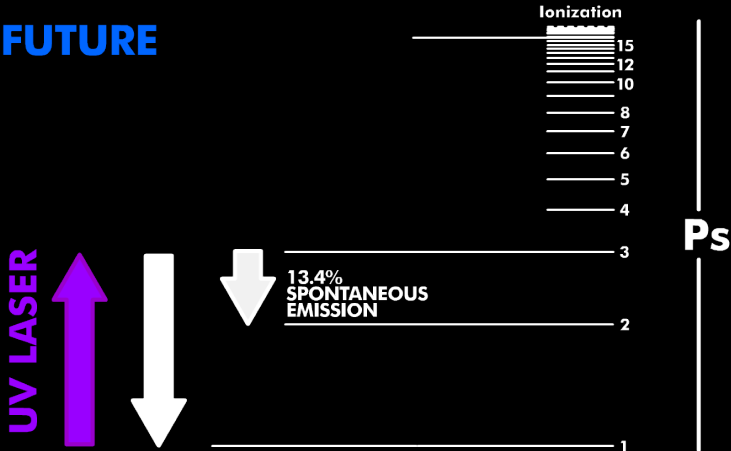 Ionization
FUTURE
15
12
10
8
7
6
5
4
Ps
3
13.4%
SPONTANEOUS
EMISSION
2
UV LASER
1